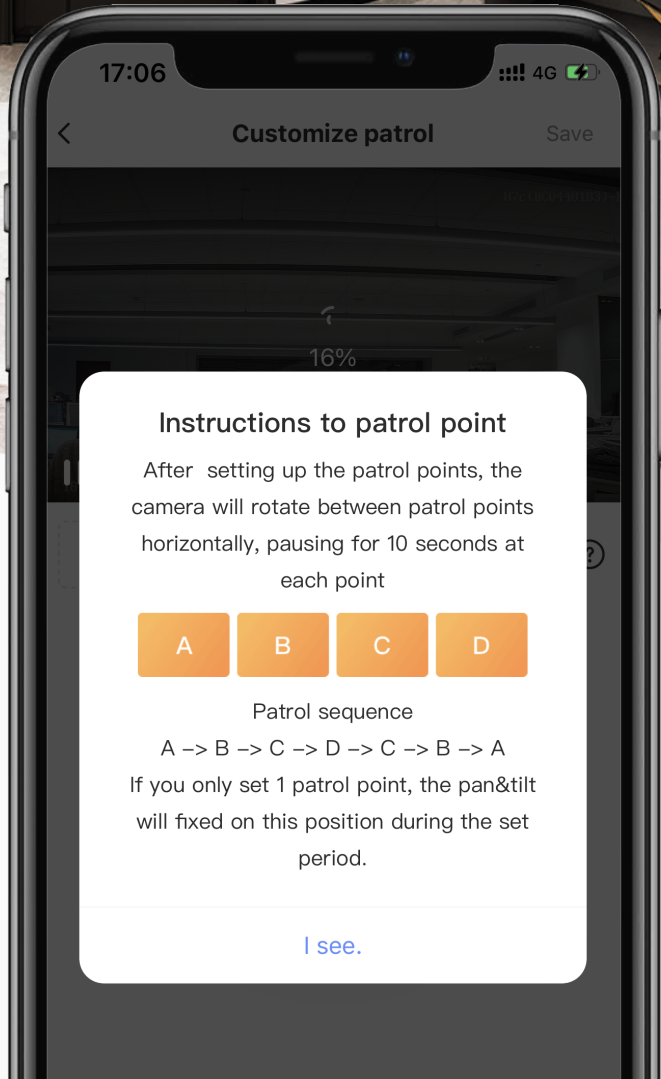 17:06
4G
Customize patrol
Save
16%
Instructions to patrol point
After  setting up the patrol points, the
camera will rotate between patrol points
horizontally, pausing for 10 seconds at
each point
A
B
C
D
Patrol sequence
A –> B –> C –> D –> C –> B –> A
If you only set 1 patrol point, the pan&tilt
will fixed on this position during the set
period.
I see.
?